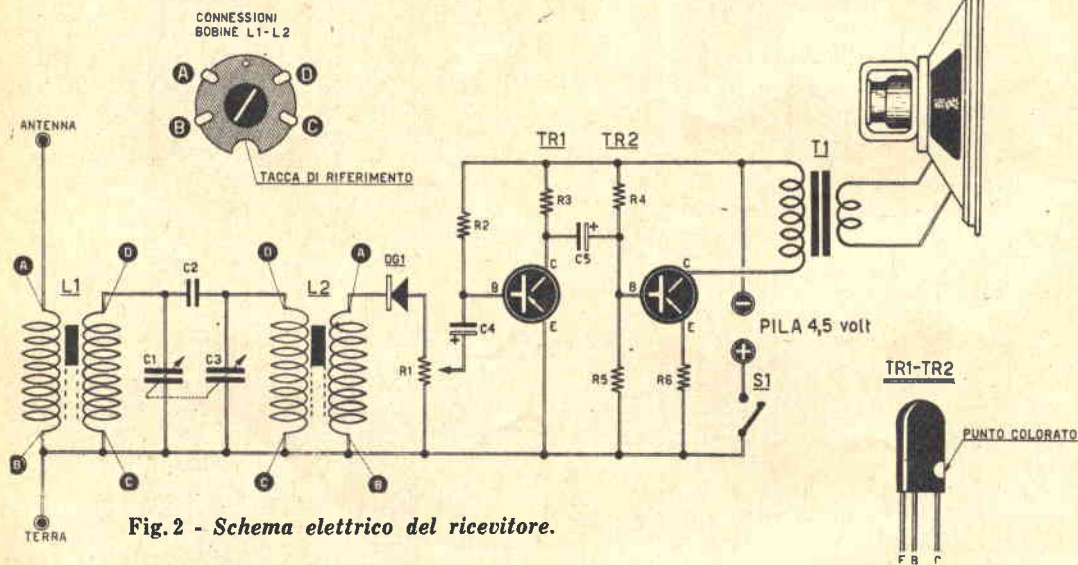 CONNESSIONI
BOBINE L1-L2
A
D
B
C
TACCA DI RIFERIMENTO
ANTENNA
TR1
TR2
T1
R2
R3
R4
C5
+
A
D
D
A
L1
C2
L2
DG1
B
C
E
B
C
E
C4
+
−
PILA 4,5 volt
+
C1
C3
R1
R5
R6
S1
B
C
C
B
TERRA
TR1-TR2
PUNTO COLORATO
E B C
Fig. 2 - Schema elettrico del ricevitore.